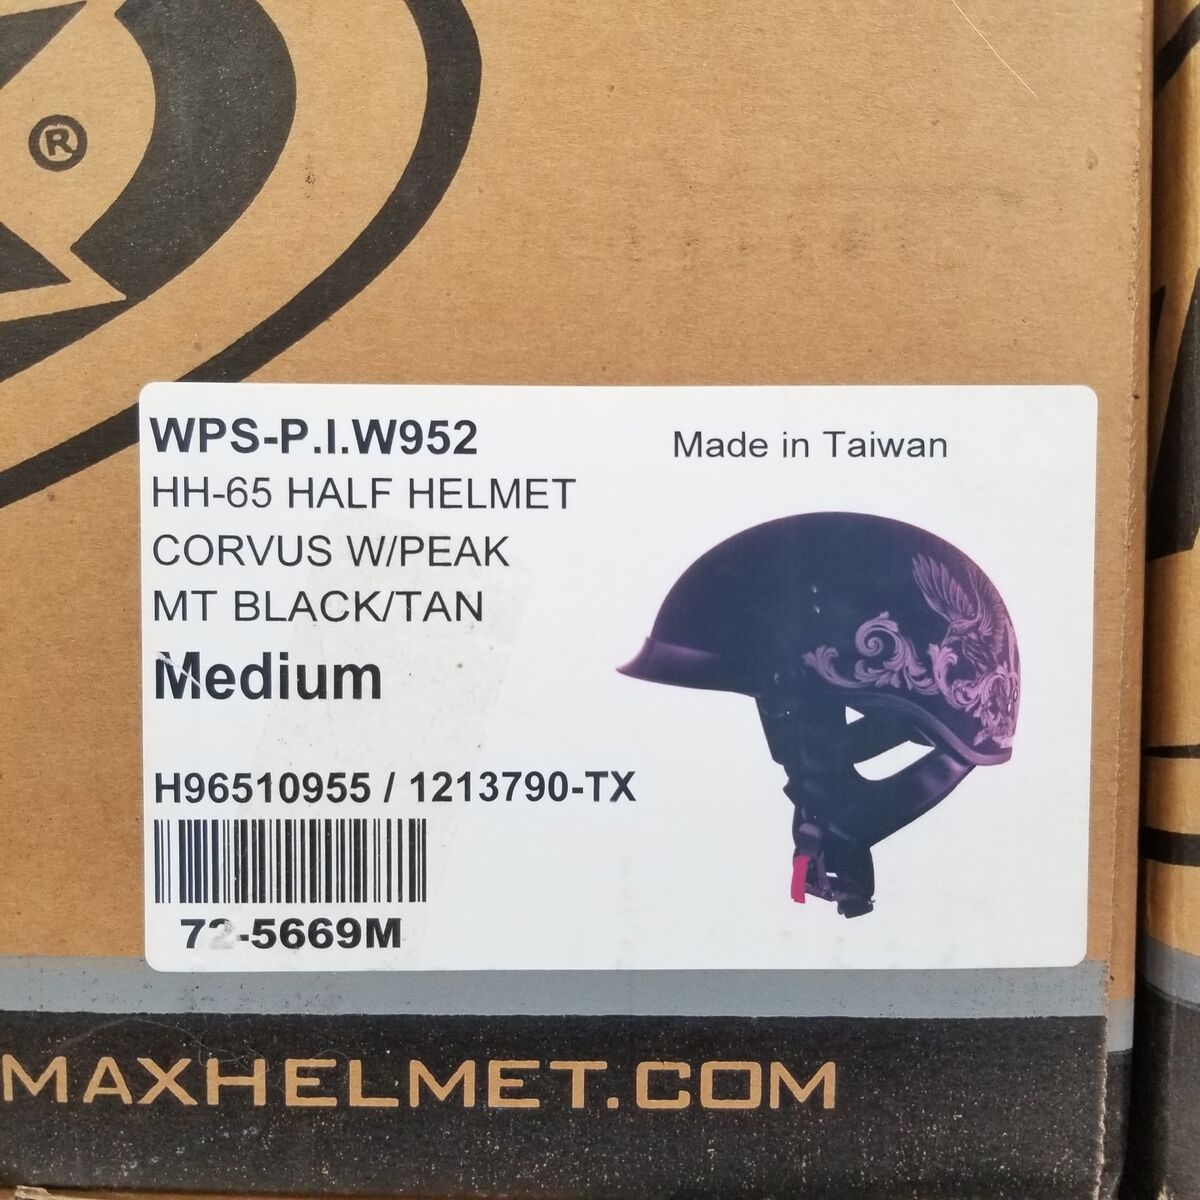 ®
WPS-P.I.W952
Made in Taiwan
HH-65 HALF HELMET
CORVUS W/PEAK
MT BLACK/TAN
Medium
H96510955 / 1213790-TX
72-5669M
MAXHELMET.COM